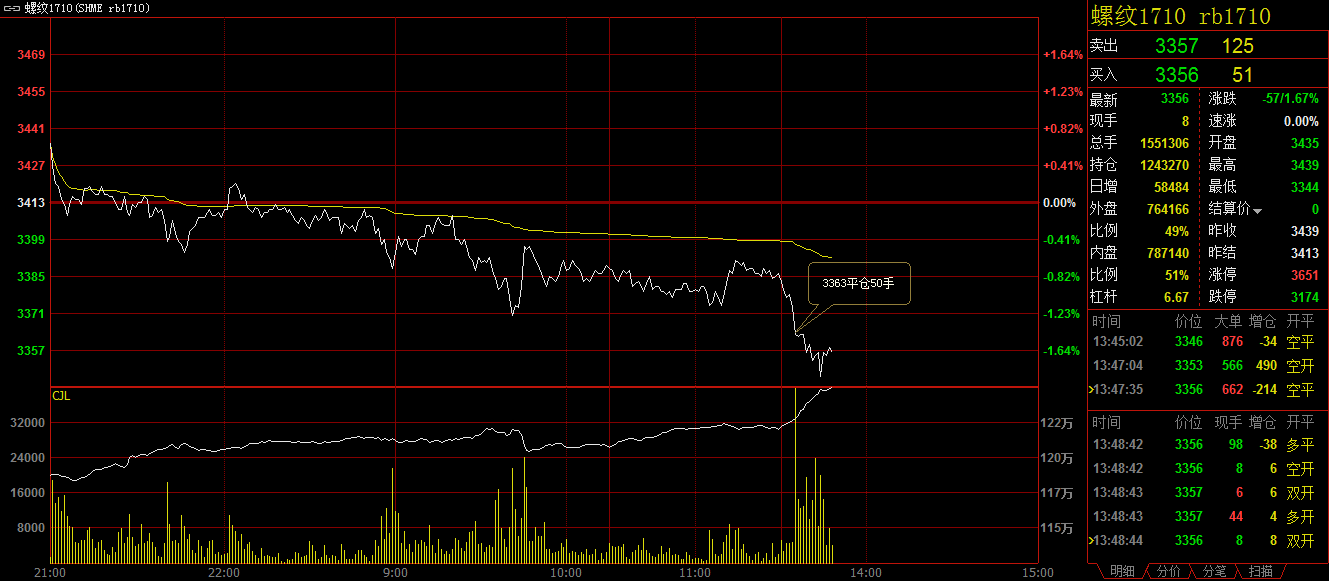 螺纹1710(SHME rb1710)
3469
3455
3441
3427
3413
3399
3385
3371
3357
+1.64%
+1.23%
+0.82%
+0.41%
0.00%
-0.41%
-0.82%
-1.23%
-1.64%
3363平仓50手
CJL
32000
24000
16000
8000
122万
120万
117万
115万
21:00 22:00 9:00 10:00 11:00 14:00 15:00
螺纹1710 rb1710
卖出 3357 125
买入 3356 51
最新 3356 涨跌 -57/1.67%
现手 8 速涨 0.00%
总手 1551306 开盘 3435
持仓 1243270 最高 3439
日增 58484 最低 3344
外盘 764166 结算价 0
比例 49% 昨收 3439
内盘 787140 昨结 3413
比例 51% 涨停 3651
杠杆 6.67 跌停 3174
时间 价位 大单 增仓 开平
13:45:02 3346 876 -34 空平
13:47:04 3353 566 490 空开
13:47:35 3356 662 -214 空平
时间 价位 现手 增仓 开平
13:48:42 3356 98 -38 多平
13:48:42 3356 8 6 空开
13:48:43 3357 6 6 双开
13:48:43 3357 44 4 多开
13:48:44 3356 8 8 双开
明细 分价 分笔 扫描